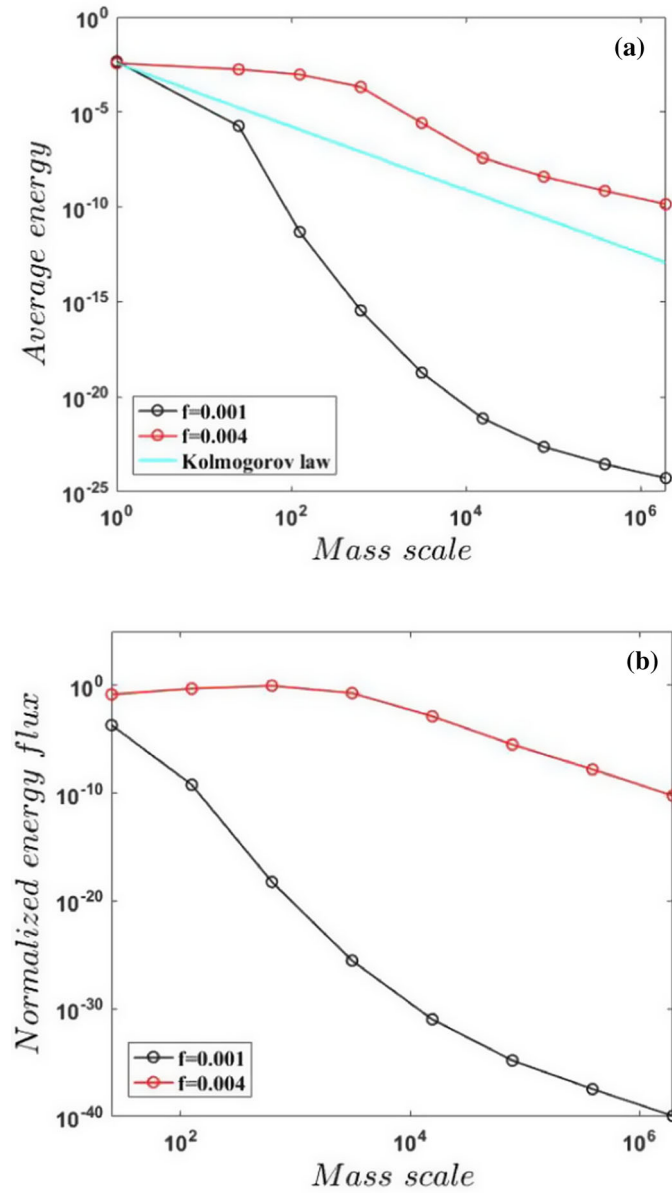 (a)
Average energy
10^0
10^-5
10^-10
10^-15
10^-20
10^-25
f=0.001
f=0.004
Kolmogorov law
10^0
10^2
10^4
10^6
Mass scale
(b)
Normalized energy flux
10^0
10^-10
10^-20
10^-30
10^-40
f=0.001
f=0.004
10^2
10^4
10^6
Mass scale